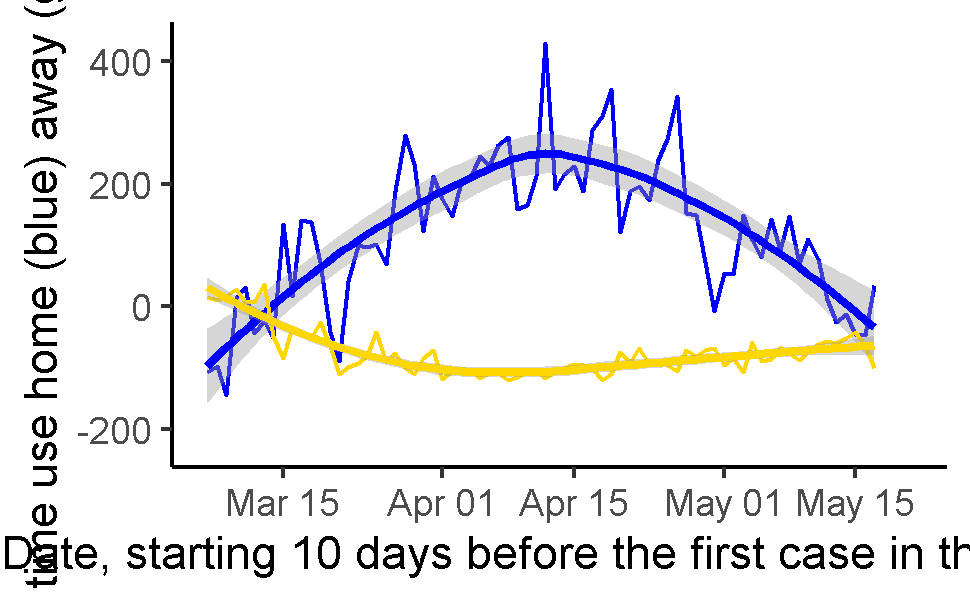 time use home (blue) away (
400
200
0
-200
Mar 15 Apr 01 Apr 15 May 01 May 15
Date, starting 10 days before the first case in th